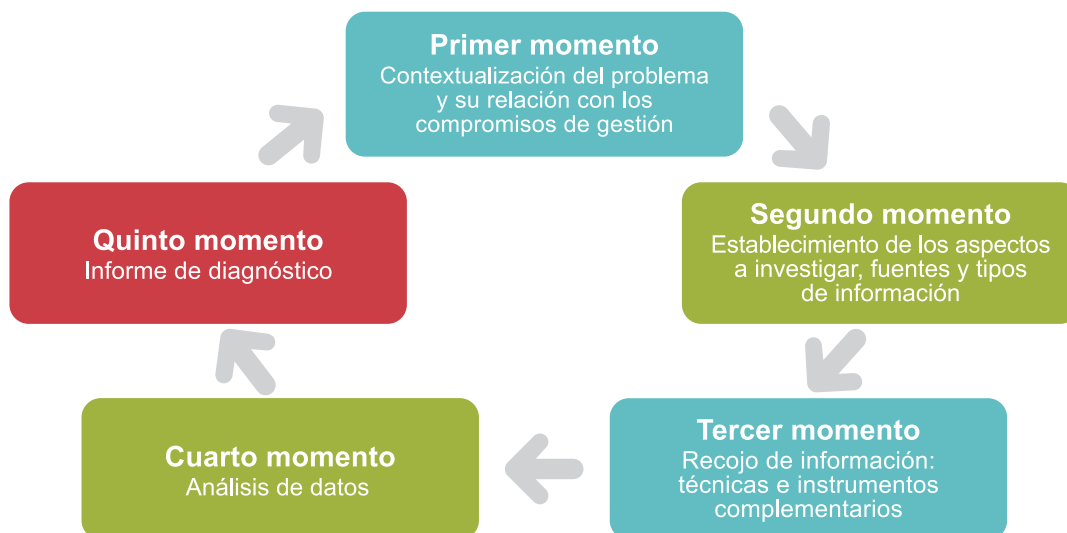 Primer momento
Contextualización del problema
y su relación con los
compromisos de gestión
Segundo momento
Establecimiento de los aspectos
a investigar, fuentes y tipos
de información
Tercer momento
Recojo de información:
técnicas e instrumentos
complementarios
Cuarto momento
Análisis de datos
Quinto momento
Informe de diagnóstico